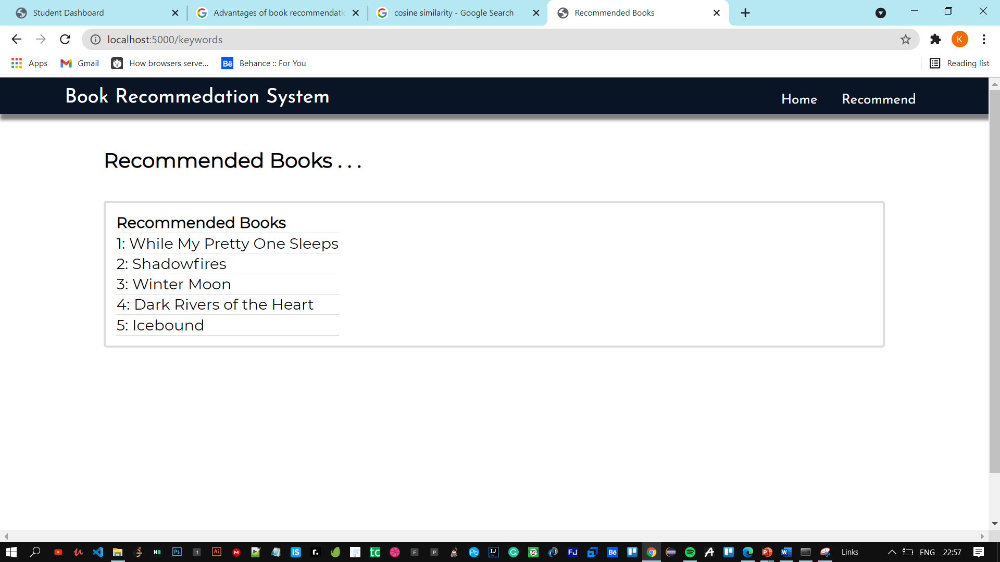 Student Dashboard
Advantages of book recommendatic
cosine similarity - Google Search
Recommended Books
localhost:5000/keywords
K
Apps
Gmail
How browsers serve...
Bē
Behance :: For You
Reading list
Book Recommedation System
Home
Recommend
Recommended Books . . .
Recommended Books
1: While My Pretty One Sleeps
2: Shadowfires
3: Winter Moon
4: Dark Rivers of the Heart
5: Icebound
Links
ENG
22:57